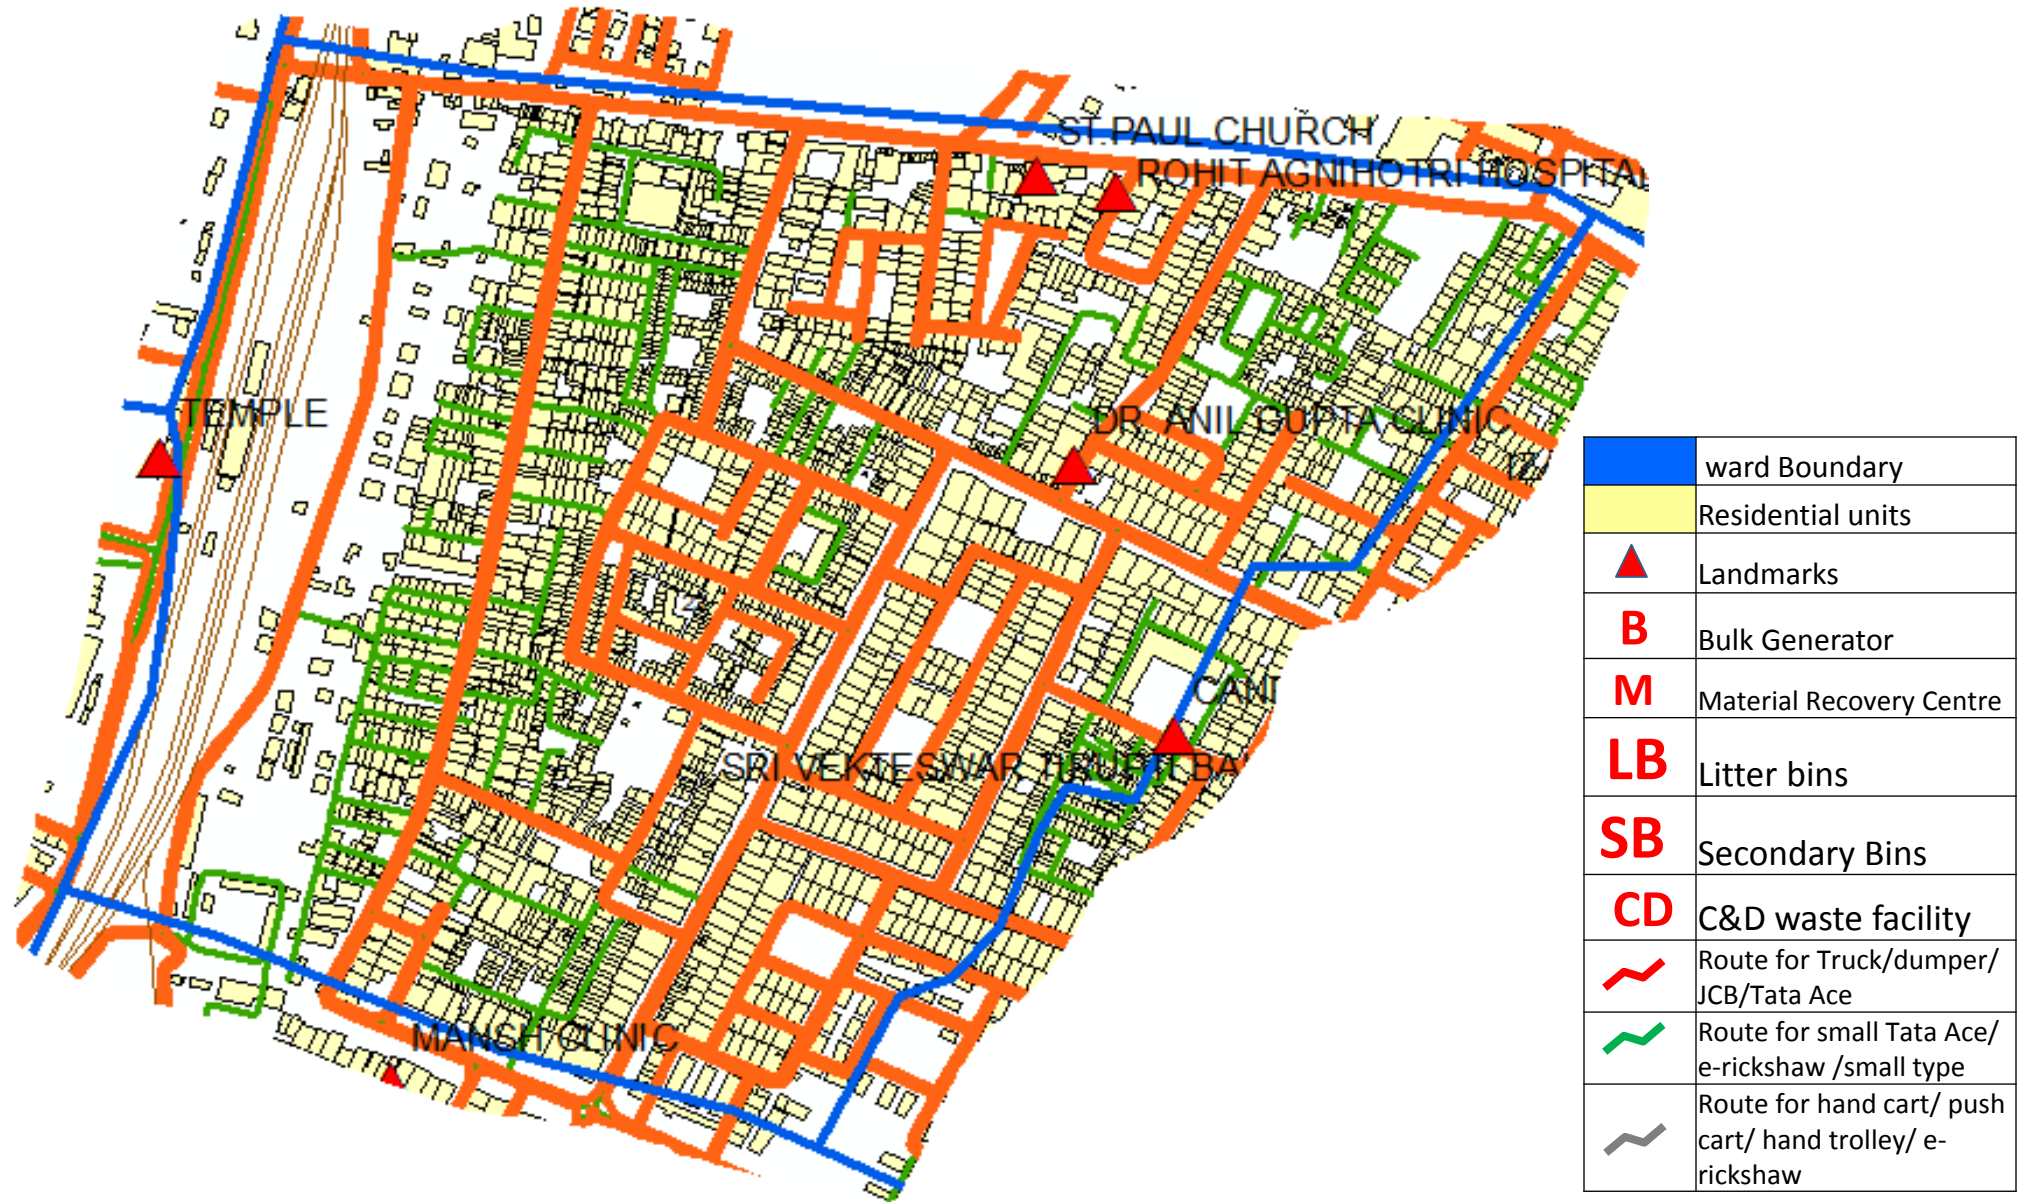 ST.PAUL CHURCH
ROHIT AGNIHOTRI HOSPITAL
TEMPLE
DR. ANIL GUPTA CLINIC
IZ
CANT
SRI VEKTESWAR TIRUPTI BA
MANSH CLINIC
ward Boundary
Residential units
Landmarks
B Bulk Generator
M Material Recovery Centre
LB Litter bins
SB Secondary Bins
CD C&D waste facility
Route for Truck/dumper/
JCB/Tata Ace
Route for small Tata Ace/
e-rickshaw /small type
Route for hand cart/ push
cart/ hand trolley/ e-
rickshaw